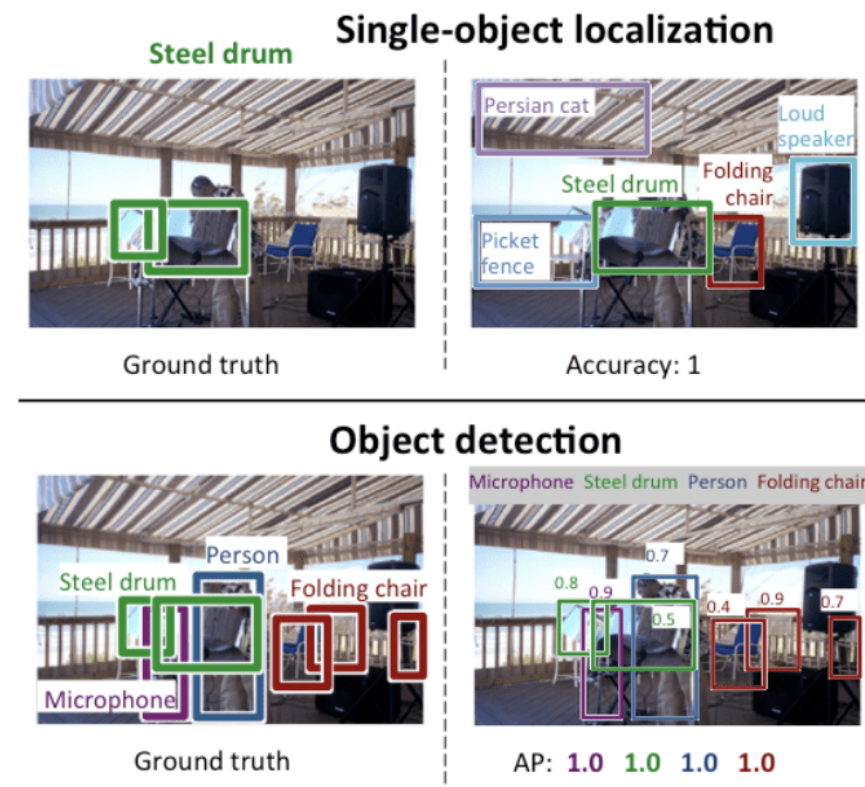 Single-object localization
Steel drum
Persian cat
Loud
speaker
Steel drum
Folding
chair
Picket
fence
Ground truth
Accuracy: 1
Object detection
Microphone Steel drum Person Folding chair
Person
Steel drum
Folding chair
Microphone
0.7
0.8
0.9
0.5
0.4
0.9
0.7
Ground truth
AP: 1.0 1.0 1.0 1.0